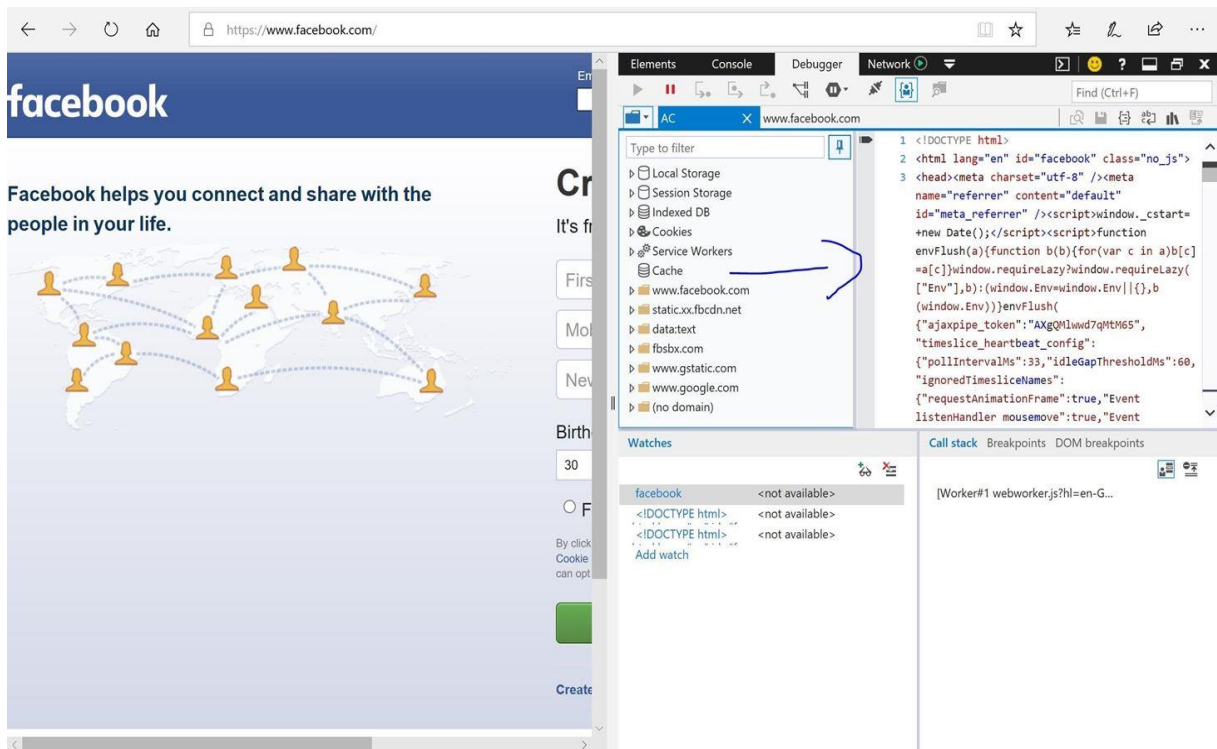 https://www.facebook.com/
Em
facebook
Facebook helps you connect and share with the
people in your life.
Cr
It's fr
Firs
Mob
New
Birth
30
F
By click
Cookie
can opt
Create
Elements Console Debugger Network
?
Find (Ctrl+F)
AC X www.facebook.com
Type to filter
Local Storage
Session Storage
Indexed DB
Cookies
Service Workers
Cache
www.facebook.com
static.xx.fbcdn.net
data:text
fbsbx.com
www.gstatic.com
www.google.com
(no domain)
1 <!DOCTYPE html>
2 <html lang="en" id="facebook" class="no_js">
3 <head><meta charset="utf-8" /><meta
name="referrer" content="default"
id="meta_referrer" /><script>window._cstart=
+new Date();</script><script>function
envFlush(a){function b(b){for(var c in a)b[c]
=a[c]}window.requireLazy?window.requireLazy(
["Env"],b):(window.Env=window.Env||{},b
(window.Env))}envFlush(
{"ajaxpipe_token":"AXgQMlwwd7qMtM65",
"timeslice_heartbeat_config":
{"pollIntervalMs":33,"idleGapThresholdMs":60,
"ignoredTimesliceNames":
{"requestAnimationFrame":true,"Event
listenHandler mousemove":true,"Event
Watches
facebook <not available>
<!DOCTYPE html> <not available>
<!DOCTYPE html> <not available>
Add watch
Call stack Breakpoints DOM breakpoints
[Worker#1 webworker.js?hl=en-G...